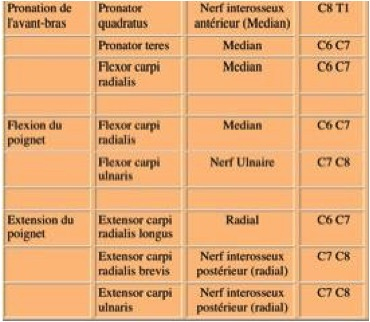 Pronation de Pronator Nerf interosseux C8 T1
l'avant-bras quadratus antérieur (Median)
Pronator teres Median C6 C7
Flexor carpi Median C6 C7
radialis
Flexion du Flexor carpi Median C6 C7
poignet radialis
Flexor carpi Nerf Ulnaire C7 C8
ulnaris
Extension du Extensor carpi Radial C6 C7
poignet radialis longus
Extensor carpi Nerf interosseux C7 C8
radialis brevis postérieur (radial)
Extensor carpi Nerf interosseux C7 C8
ulnaris postérieur (radial)